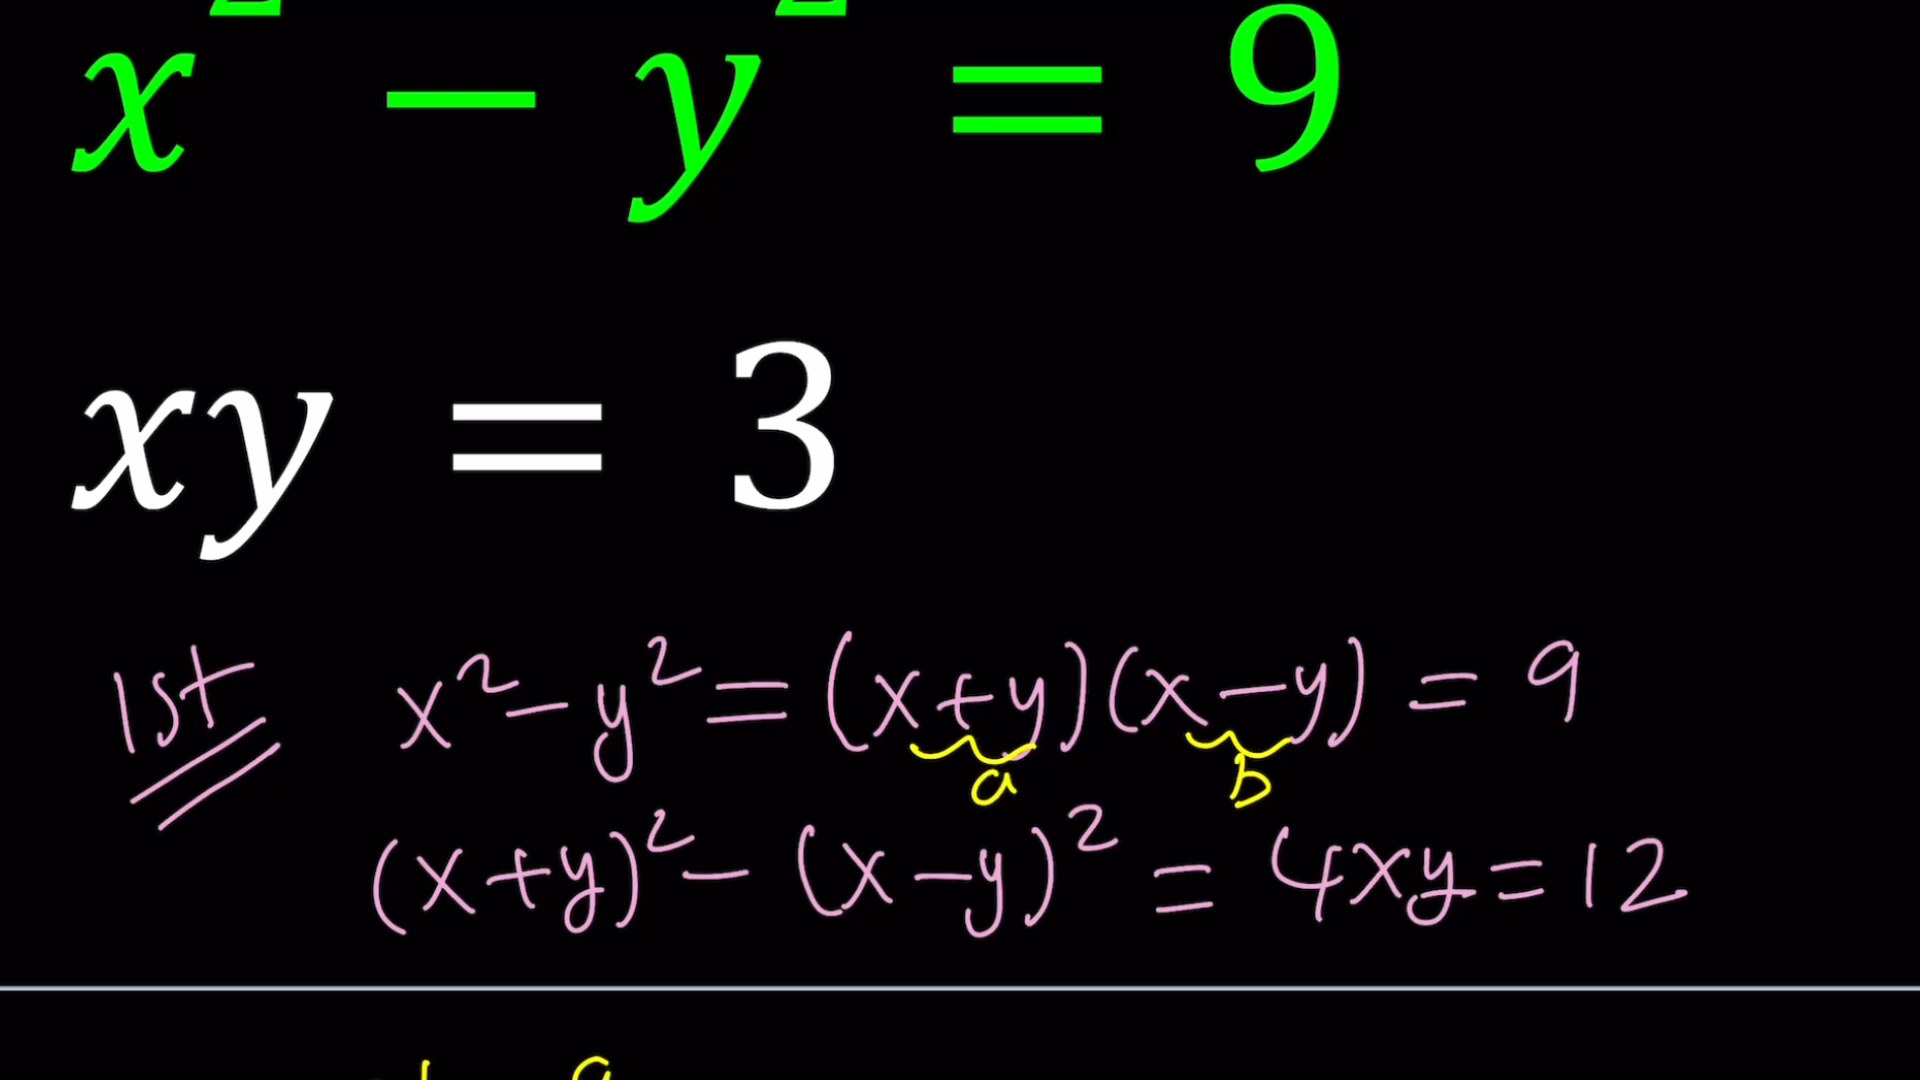 x² − y² = 9
xy = 3
1st x² − y² = (x+y)(x−y) = 9
a b
(x+y)² − (x−y)² = 4xy = 12